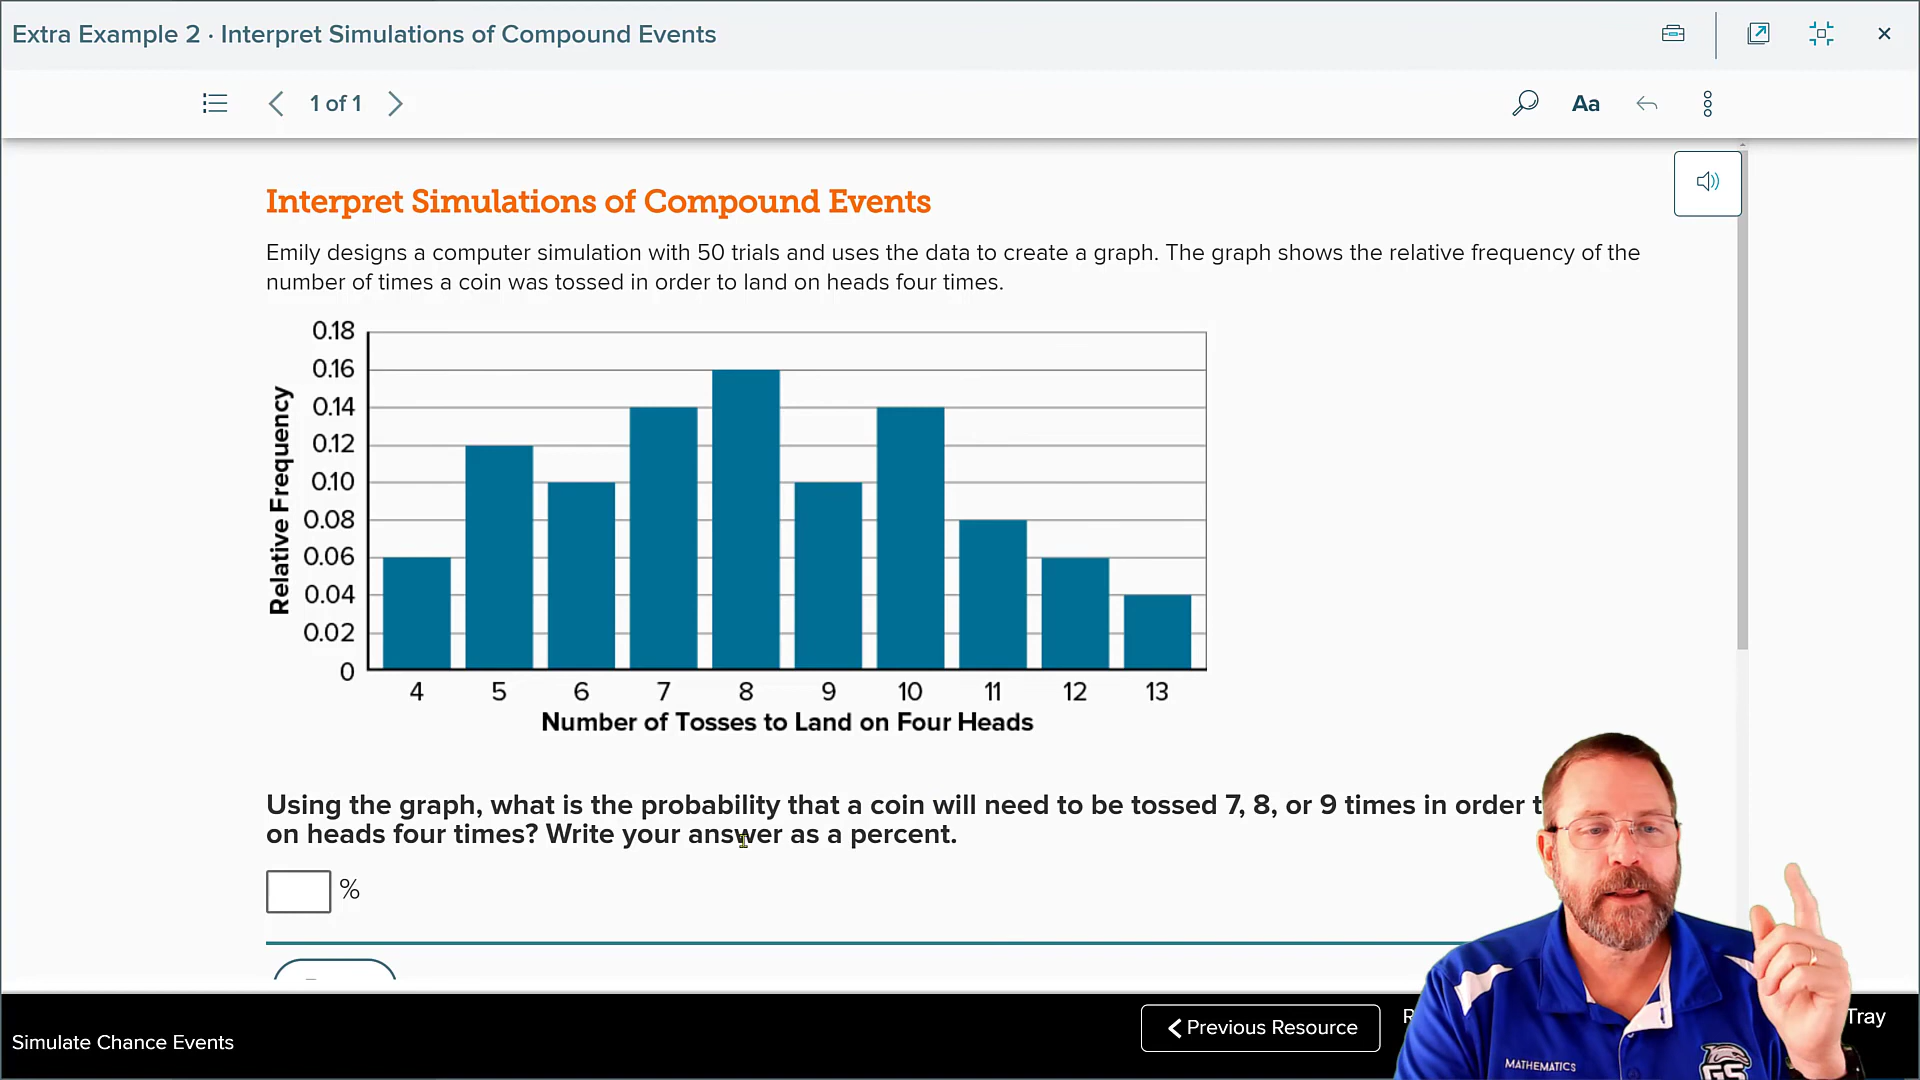 Extra Example 2 · Interpret Simulations of Compound Events
1 of 1
Aa
Interpret Simulations of Compound Events
Emily designs a computer simulation with 50 trials and uses the data to create a graph. The graph shows the relative frequency of the
number of times a coin was tossed in order to land on heads four times.
0.18
0.16
0.14
0.12
0.10
0.08
0.06
0.04
0.02
0
Relative Frequency
4 5 6 7 8 9 10 11 12 13
Number of Tosses to Land on Four Heads
Using the graph, what is the probability that a coin will need to be tossed 7, 8, or 9 times in order
on heads four times? Write your answer as a percent.
%
Simulate Chance Events
Previous Resource
Tray
MATHEMATICS
GS